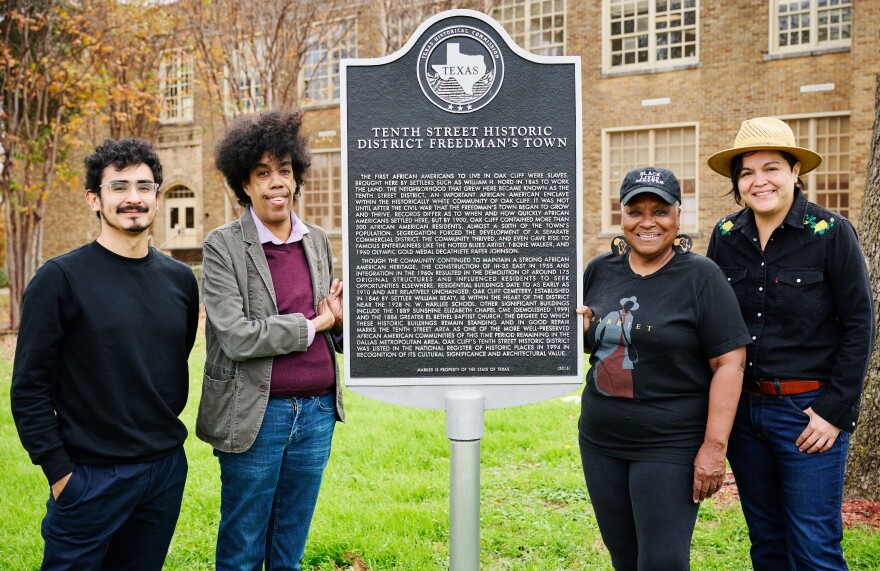 TEXAS HISTORICAL COMMISSION
TEXAS
TENTH STREET HISTORIC
DISTRICT FREEDMAN'S TOWN
THE FIRST AFRICAN AMERICANS TO LIVE IN OAK CLIFF WERE SLAVES,
BROUGHT HERE BY SETTLERS SUCH AS WILLIAM H. HORD IN 1845 TO WORK
THE LAND. THE NEIGHBORHOOD THAT GREW HERE BECAME KNOWN AS THE
TENTH STREET DISTRICT, AN IMPORTANT AFRICAN AMERICAN ENCLAVE
WITHIN THE HISTORICALLY WHITE COMMUNITY OF OAK CLIFF. IT WAS NOT
UNTIL AFTER THE CIVIL WAR THAT THE FREEDMAN'S TOWN BEGAN TO GROW
AND THRIVE. RECORDS DIFFER AS TO WHEN AND HOW QUICKLY AFRICAN
AMERICANS SETTLED HERE, BUT BY 1900, OAK CLIFF CONTAINED MORE THAN
500 AFRICAN AMERICAN RESIDENTS, ALMOST A SIXTH OF THE TOWN'S
POPULATION. SEGREGATION FORCED THE DEVELOPMENT OF A SEPARATE
COMMERCIAL DISTRICT. THE COMMUNITY THRIVED, AND EVEN GAVE RISE TO
FAMOUS ENTERTAINERS LIKE THE NOTED BLUES ARTIST, T-BONE WALKER, AND
1960 OLYMPIC GOLD MEDAL DECATHLETE RAFER JOHNSON.
THOUGH THE COMMUNITY CONTINUED TO MAINTAIN A STRONG AFRICAN
AMERICAN HERITAGE, THE CONSTRUCTION OF IH-35 EAST IN 1955 AND
INTEGRATION IN THE 1960s RESULTED IN THE DEMOLITION OF AROUND 175
ORIGINAL STRUCTURES AND INFLUENCED RESIDENTS TO SEEK
OPPORTUNITIES ELSEWHERE. RESIDENTIAL BUILDINGS DATE TO AS EARLY AS
1910 AND ARE RELATIVELY UNCHANGED. OAK CLIFF CEMETERY, ESTABLISHED
IN 1846 BY SETTLER WILLIAM BEATY, IS WITHIN THE HEART OF THE DISTRICT
NEAR THE 1928 N. W. HARLLEE SCHOOL. OTHER SIGNIFICANT BUILDINGS
INCLUDE THE 1889 SUNSHINE ELIZABETH CHAPEL CME (DEMOLISHED 1999)
AND THE 1886 GREATER EL BETHEL BAPTIST CHURCH. THE DEGREE TO WHICH
THESE HISTORIC BUILDINGS REMAIN STANDING AND IN GOOD REPAIR
MARKS THE TENTH STREET AREA AS ONE OF THE MORE WELL-PRESERVED
AFRICAN AMERICAN COMMUNITIES OF THIS TIME PERIOD REMAINING IN THE
DALLAS METROPOLITAN AREA. OAK CLIFF'S TENTH STREET HISTORIC DISTRICT
WAS LISTED IN THE NATIONAL REGISTER OF HISTORIC PLACES IN 1994 IN
RECOGNITION OF ITS CULTURAL SIGNIFICANCE AND ARCHITECTURAL VALUE.
(2015)
MARKER IS PROPERTY OF THE STATE OF TEXAS
BLACK
LIVES
MATTER